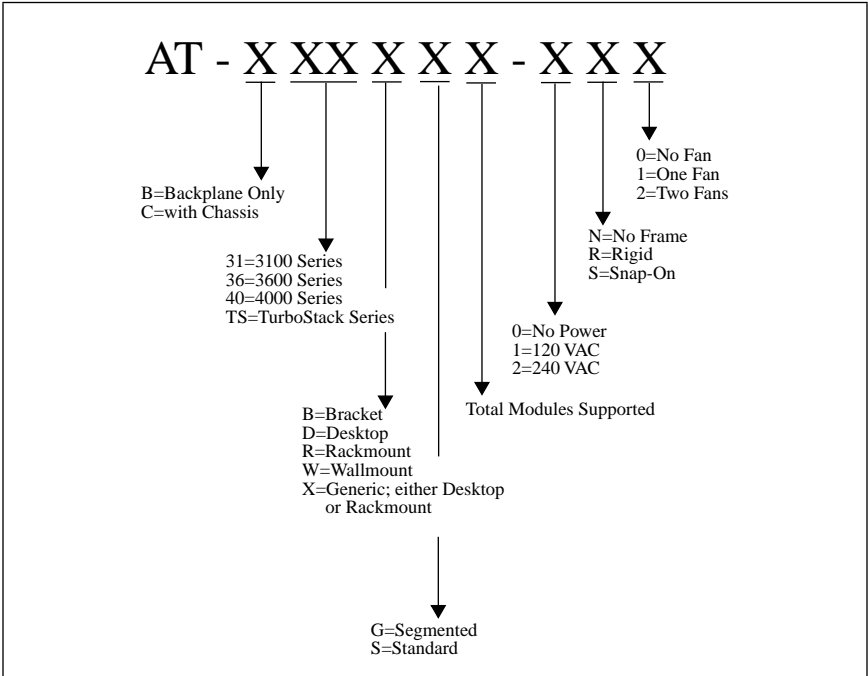 AT - X XX X X X - X X X
0=No Fan
1=One Fan
2=Two Fans
B=Backplane Only
C=with Chassis
N=No Frame
R=Rigid
S=Snap-On
31=3100 Series
36=3600 Series
40=4000 Series
TS=TurboStack Series
0=No Power
1=120 VAC
2=240 VAC
Total Modules Supported
B=Bracket
D=Desktop
R=Rackmount
W=Wallmount
X=Generic; either Desktop
or Rackmount
G=Segmented
S=Standard